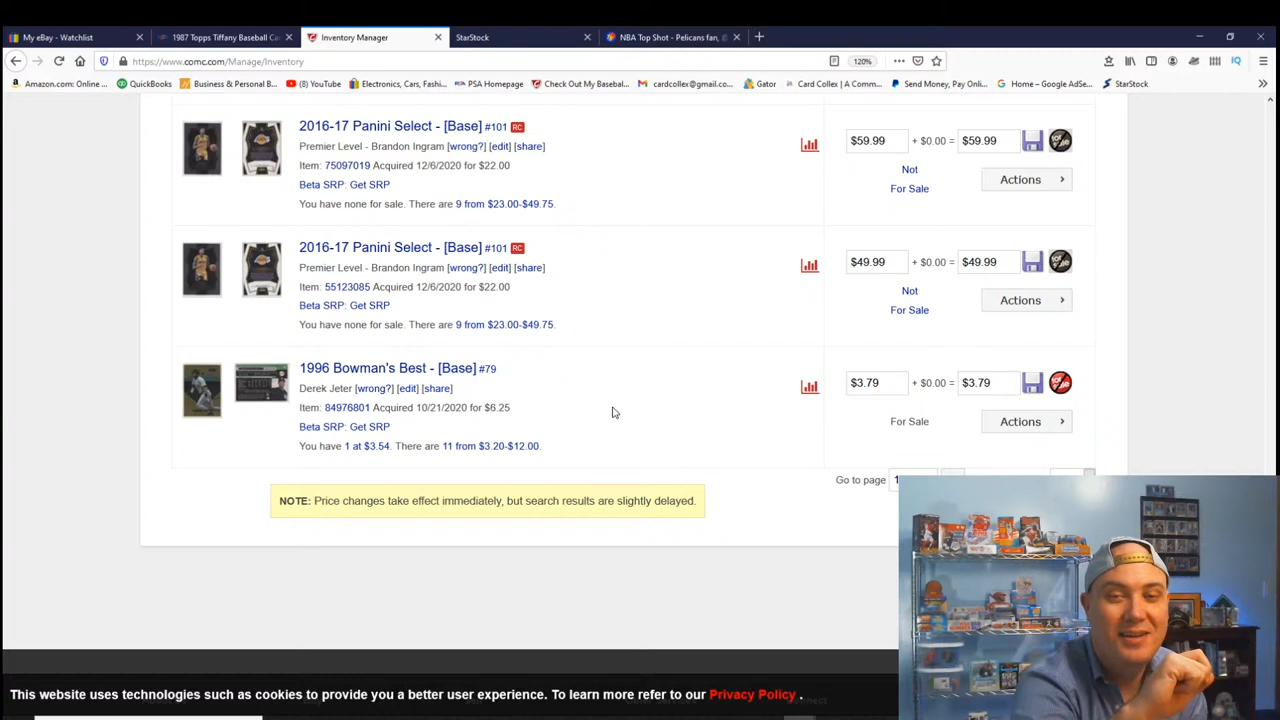 My eBay - Watchlist
1987 Topps Tiffany Baseball Ca
Inventory Manager
StarStock
NBA Top Shot - Pelicans fan,
https://www.comc.com/Manage/Inventory
120%
Amazon.com: Online ...
QuickBooks
Business & Personal B...
(8) YouTube
Electronics, Cars, Fashi...
PSA Homepage
Check Out My Basebal...
cardcollex@gmail.co...
Gator
Card Collex (A Comm...
Send Money, Pay Onli...
Home – Google AdSe...
StarStock
2016-17 Panini Select - [Base] #101 RC
Premier Level - Brandon Ingram [wrong?] [edit] [share]
Item: 75097019 Acquired 12/6/2020 for $22.00
Beta SRP: Get SRP
You have none for sale. There are 9 from $23.00-$49.75.
$59.99 + $0.00 = $59.99
Not
For Sale
Actions
2016-17 Panini Select - [Base] #101 RC
Premier Level - Brandon Ingram [wrong?] [edit] [share]
Item: 55123085 Acquired 12/6/2020 for $22.00
Beta SRP: Get SRP
You have none for sale. There are 9 from $23.00-$49.75.
$49.99 + $0.00 = $49.99
Not
For Sale
Actions
1996 Bowman's Best - [Base] #79
Derek Jeter [wrong?] [edit] [share]
Item: 84976801 Acquired 10/21/2020 for $6.25
Beta SRP: Get SRP
You have 1 at $3.54. There are 11 from $3.20-$12.00.
$3.79 + $0.00 = $3.79
For Sale
Actions
Go to page
NOTE: Price changes take effect immediately, but search results are slightly delayed.
This website uses technologies such as cookies to provide you a better user experience. To learn more refer to our Privacy Policy .